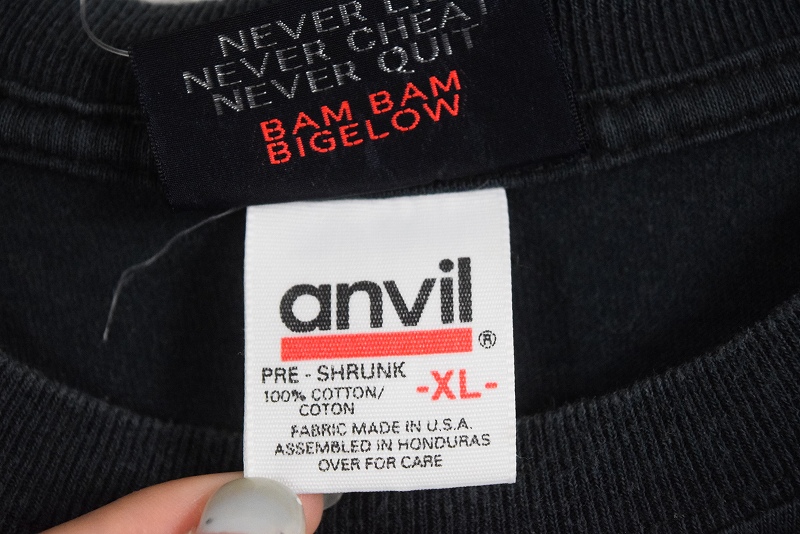 NEVER
NEVER CHEAT
NEVER QUIT
BAM BAM
BIGELOW
anvil
®
PRE - SHRUNK
-XL-
100% COTTON/
COTON
FABRIC MADE IN U.S.A.
ASSEMBLED IN HONDURAS
OVER FOR CARE